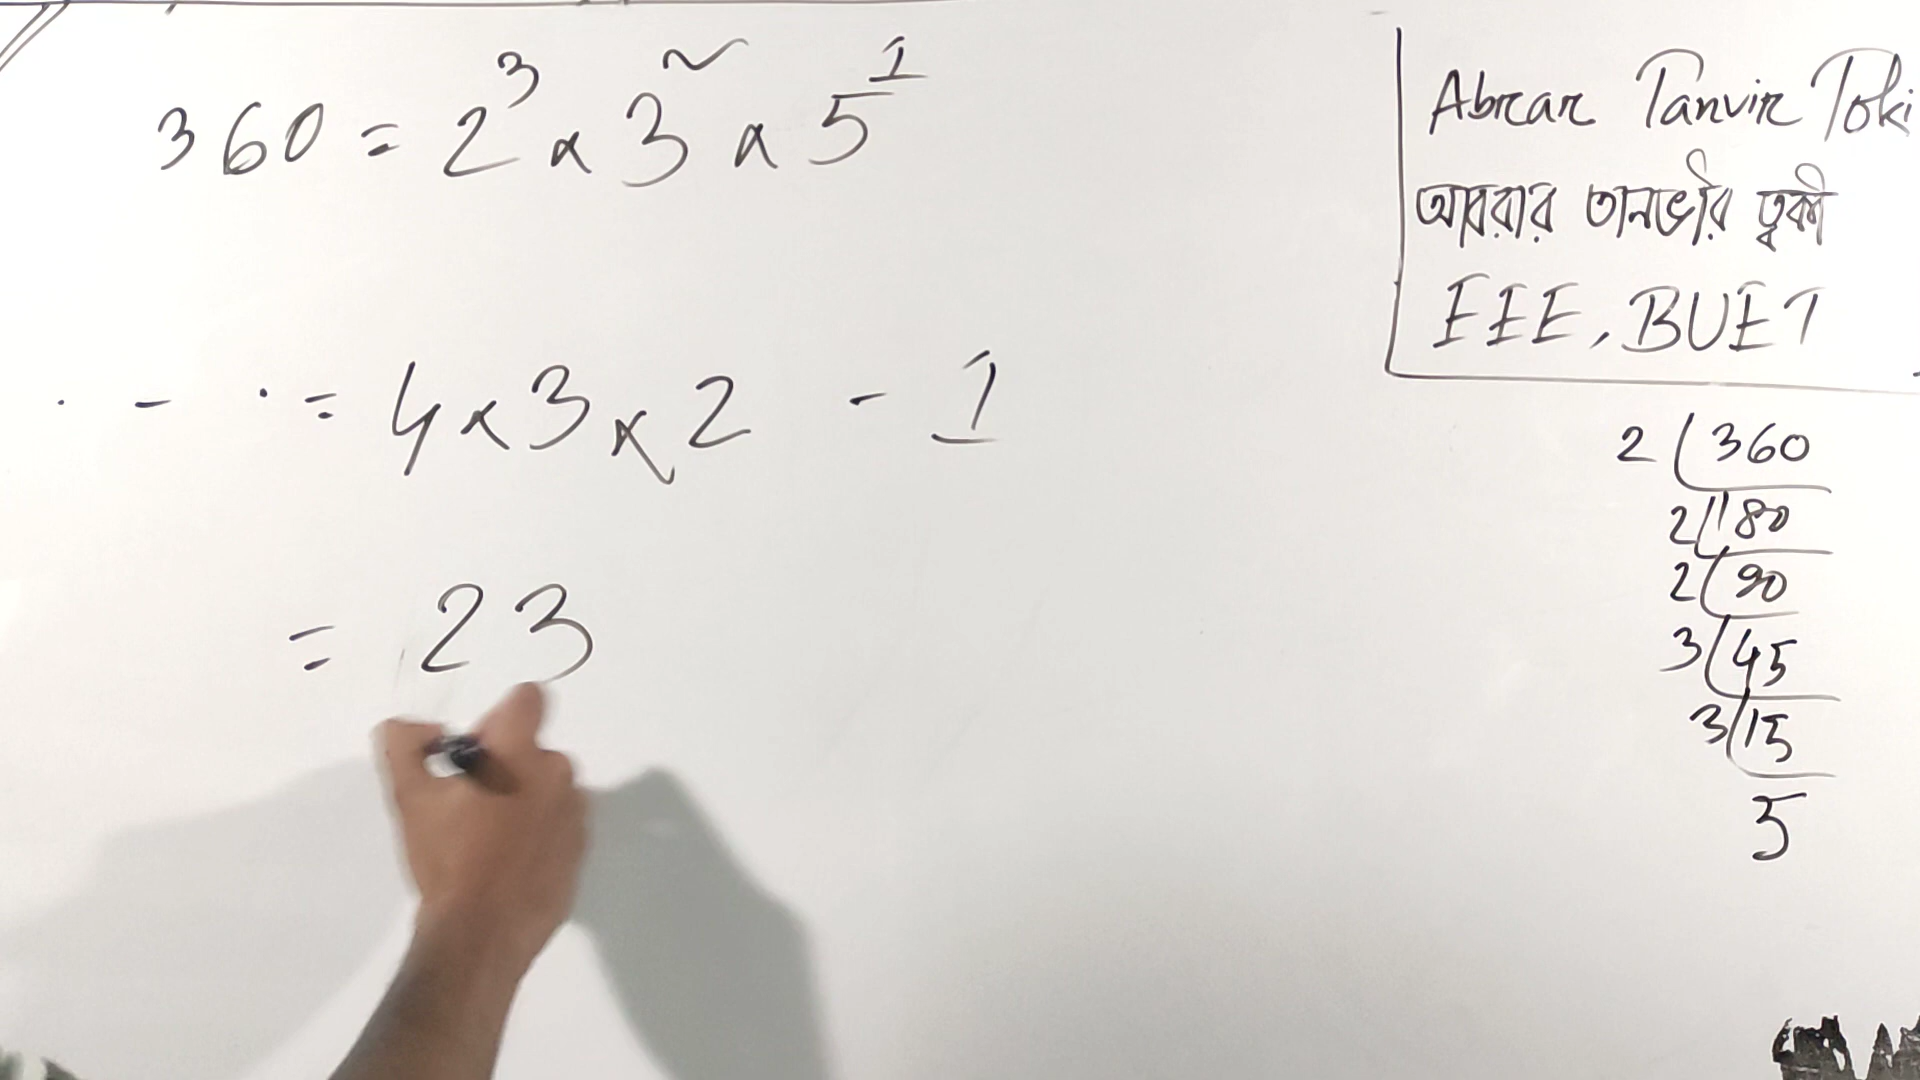 360 = 2³ × 3² × 5¹
. - . = 4 × 3 × 2 - 1
= 23
Abrar Tanvir Toki
আবরার তানভীর ত্বকী
EEE, BUET
2 | 360
2 | 180
2 | 90
3 | 45
3 | 15
5